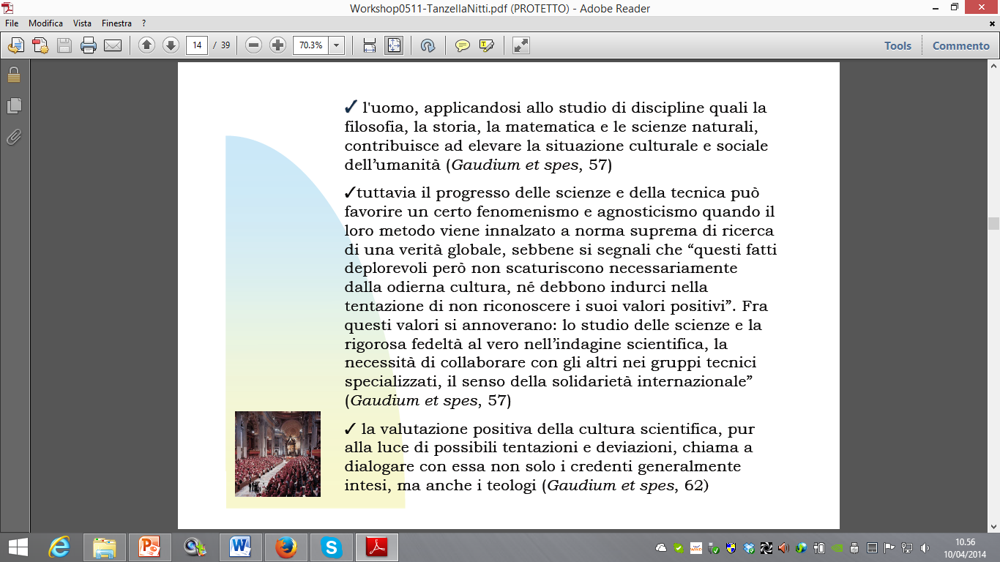 Workshop0511-TanzellaNitti.pdf (PROTETTO) - Adobe Reader
File Modifica Vista Finestra ?
14 / 39 70.3% Tools Commento
✓ l'uomo, applicandosi allo studio di discipline quali la
filosofia, la storia, la matematica e le scienze naturali,
contribuisce ad elevare la situazione culturale e sociale
dell’umanità (Gaudium et spes, 57)
✓tuttavia il progresso delle scienze e della tecnica può
favorire un certo fenomenismo e agnosticismo quando il
loro metodo viene innalzato a norma suprema di ricerca
di una verità globale, sebbene si segnali che “questi fatti
deplorevoli però non scaturiscono necessariamente
dalla odierna cultura, né debbono indurci nella
tentazione di non riconoscere i suoi valori positivi”. Fra
questi valori si annoverano: lo studio delle scienze e la
rigorosa fedeltà al vero nell’indagine scientifica, la
necessità di collaborare con gli altri nei gruppi tecnici
specializzati, il senso della solidarietà internazionale”
(Gaudium et spes, 57)
✓ la valutazione positiva della cultura scientifica, pur
alla luce di possibili tentazioni e deviazioni, chiama a
dialogare con essa non solo i credenti generalmente
intesi, ma anche i teologi (Gaudium et spes, 62)
10.56
10/04/2014